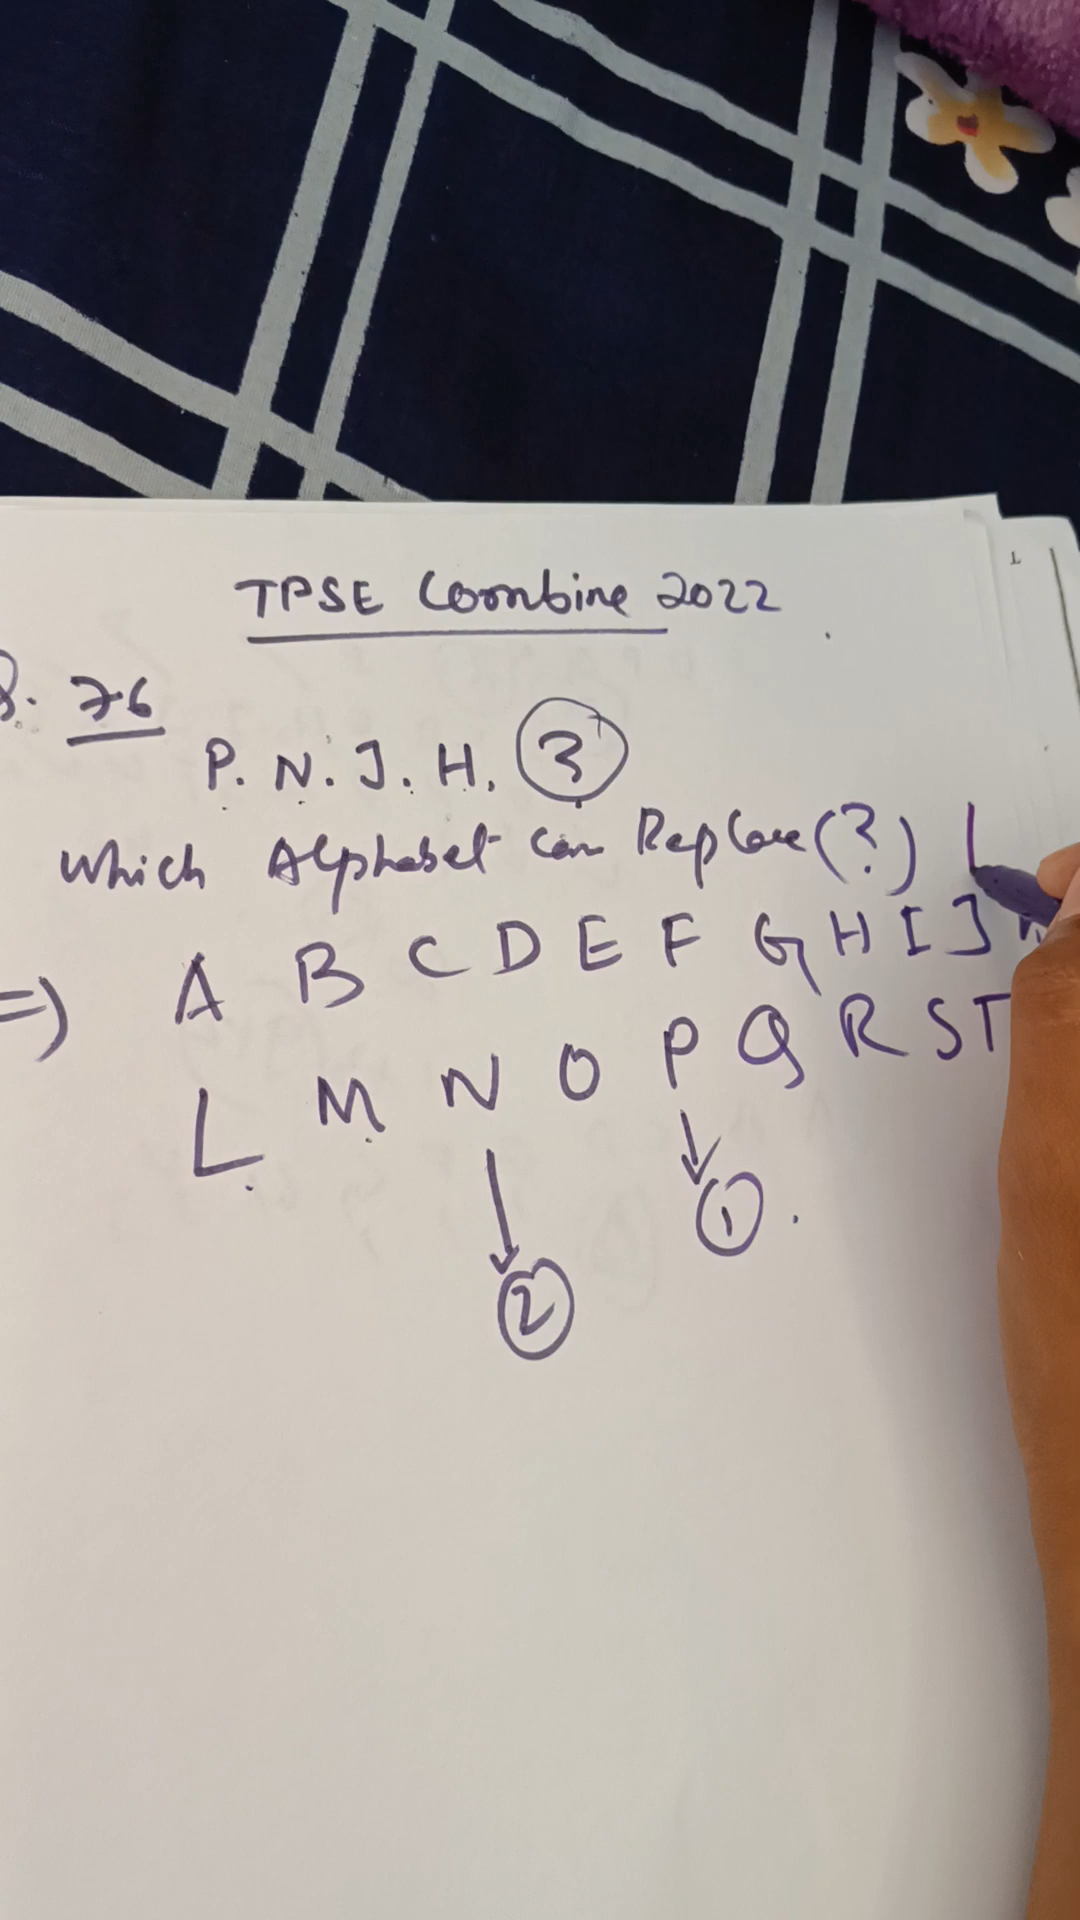 TPSE Coombine 2022
Q. 76
P. N. J. H. ?
Which Alphabet Can Replace (?)
=) A B C D E F G H I J
L M N O P Q R S T
①
②